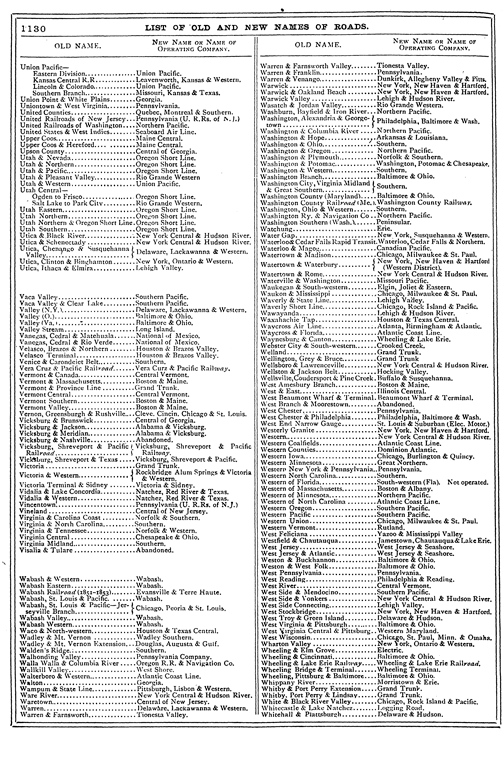 1130
LIST OF OLD AND NEW NAMES OF ROADS.
OLD NAME. NEW NAME OR NAME OF OPERATING COMPANY.
Union Pacific—
Eastern Division.....Union Pacific.
Kansas Central R.R.....Leavenworth, Kansas & Western.
Lincoln & Colorado.....Union Pacific.
Southern Branch.....Missouri, Kansas & Texas.
Union Point & White Plains.....Georgia.
Uniontown & West Virginia.....Pennsylvania.
United Counties.....Quebec, Montreal & Southern.
United Railroads of New Jersey.....Pennsylvania (U. R. Rs. of N. J.)
United Railroads of Washington.....Northern Pacific.
United States & West Indies.....Seaboard Air Line.
Upper Coos.....Maine Central.
Upper Coos & Hereford.....Maine Central.
Upson County.....Central of Georgia.
Utah & Nevada.....Oregon Short Line.
Utah & Northern.....Oregon Short Line.
Utah & Pacific.....Oregon Short Line.
Utah & Pleasant Valley.....Rio Grande Western
Utah & Western.....Union Pacific.
Utah Central—
Ogden to Frisco.....Oregon Short Line.
Salt Lake to Park City.....Rio Grande Western.
Utah Eastern.....Oregon Short Line.
Utah Northern.....Oregon Short Line.
Utah Northern & Oregon Short Line.Oregon Short Line.
Utah Southern.....Oregon Short Line.
Utica & Black River.....New York Central & Hudson River.
Utica & Schenectady.....New York Central & Hudson River.
Utica, Chenango & Susquehanna Valley.....Delaware, Lackawanna & Western.
Utica, Clinton & Binghamton.....New York, Ontario & Western.
Utica, Ithaca & Elmira.....Lehigh Valley.
Vaca Valley.....Southern Pacific.
Vaca Valley & Clear Lake.....Southern Pacific.
Valley (N.Y.).....Delaware, Lackawanna & Western.
Valley (O.).....Baltimore & Ohio.
Valley (Va.).....Baltimore & Ohio.
Valley Stream.....Long Island.
Vanegas, Cedral & Matehuala.....National of Mexico.
Vanegas, Cedral & Rio Verde.....National of Mexico.
Velasco, Brazos & Northern.....Houston & Brazos Valley.
Velasco Terminal.....Houston & Brazos Valley.
Venice & Carondelet Belt.....Southern.
Vera Cruz & Pacific Railroad.....Vera Cruz & Pacific Railway.
Vermont & Canada.....Central Vermont.
Vermont & Massachusetts.....Boston & Maine.
Vermont & Province Line.....Grand Trunk.
Vermont Central.....Central Vermont.
Vermont Southern.....Boston & Maine.
Vermont Valley.....Boston & Maine.
Vernon, Greensburgh & Rushville..Cleve. Cincin. Chicago & St. Louis.
Vicksburg & Brunswick.....Central of Georgia.
Vicksburg & Jackson.....Alabama & Vicksburg.
Vicksburg & Meridian.....Alabama & Vicksburg.
Vicksburg & Nashville.....Abandoned.
Vicksburg, Shreveport & Pacific Railroad.....Vicksburg, Shreveport & Pacific Railway.
Vicksburg, Shreveport & Texas.....Vicksburg, Shreveport & Pacific.
Victoria.....Grand Trunk.
Victoria & Western.....Rockbridge Alum Springs & Victoria & Western.
Victoria Terminal & Sidney.....Victoria & Sidney.
Vidalia & Lake Concordia.....Natchez, Red River & Texas.
Vidalia & Western.....Natchez, Red River & Texas.
Vincentown.....Pennsylvania (U. R. Rs. of N.J.)
Vineland.....Central of New Jersey.
Virginia & Carolina Coast.....Norfolk & Southern.
Virginia & North Carolina.....Southern.
Virginia & Tennessee.....Norfolk & Western.
Virginia Central.....Chesapeake & Ohio.
Virginia Midland.....Southern.
Visalia & Tulare.....Abandoned.
Wabash & Western.....Wabash.
Wabash Eastern.....Wabash.
Wabash Railroad (1851-1853).....Evansville & Terre Haute.
Wabash, St. Louis & Pacific.....Wabash.
Wabash, St. Louis & Pacific—Jerseyville Branch.....Chicago, Peoria & St. Louis.
Wabash Valley.....Wabash.
Wabash Western.....Wabash.
Waco & North-western.....Houston & Texas Central.
Wadley & Mt. Vernon.....Wadley Southern.
Wadley & Mt. Vernon Extension..Douglas, Augusta & Gulf.
Walden's Ridge.....Southern.
Walhonding Valley.....Pennsylvania Company.
Walla Walla & Columbia River.....Oregon R.R. & Navigation Co.
Wallkill Valley.....West Shore.
Walterboro & Western.....Atlantic Coast Line.
Walton.....Georgia.
Wampum & State Line.....Pittsburgh, Lisbon & Western.
Ware River.....New York Central & Hudson River.
Waretown.....Central of New Jersey.
Warren.....Delaware, Lackawanna & Western.
Warren & Farnsworth.....Tionesta Valley.
OLD NAME. NEW NAME OR NAME OF OPERATING COMPANY.
Warren & Farnsworth Valley.....Tionesta Valley.
Warren & Franklin.....Pennsylvania.
Warren & Venango.....Dunkirk, Allegheny Valley & Pitts.
Warwick.....New York, New Haven & Hartford.
Warwick & Oakland Beach.....New York, New Haven & Hartford.
Warwick Valley.....Lehigh & Hudson River.
Wasatch & Jordan Valley.....Rio Grande Western.
Washburn, Bayfield & Iron River..Northern Pacific.
Washington, Alexandria & Georgetown.....Philadelphia, Baltimore & Wash.
Washington & Columbia River.....Northern Pacific.
Washington & Hope.....Arkansas & Louisiana.
Washington & Ohio.....Southern.
Washington & Oregon.....Northern Pacific.
Washington & Plymouth.....Norfolk & Southern.
Washington & Potomac.....Washington, Potomac & Chesapeake.
Washington & Western.....Southern.
Washington Branch.....Baltimore & Ohio.
Washington City, Virginia Midland & Great Southern.....Southern.
Washington County (Maryland)....Baltimore & Ohio.
Washington County Railroad (Me.).Washington County Railway.
Washington, Ohio & Western.....Southern.
Washington Ry. & Navigation Co..Northern Pacific.
Washington Southern (Wash.).....Peninsular.
Watchung.....Erie.
Water Gap.....New York, Susquehanna & Western.
Waterloo & Cedar Falls Rapid Transit.Waterloo, Cedar Falls & Northern.
Waterloo & Magog.....Canadian Pacific.
Watertown & Madison.....Chicago, Milwaukee & St. Paul.
Watertown & Waterbury.....New York, New Haven & Hartford (Western District).
Watertown & Rome.....New York Central & Hudson River.
Waterville & Washington.....Missouri Pacific.
Waukegan & South-western.....Elgin, Joliet & Eastern.
Waukon & Mississippi.....Chicago, Milwaukee & St. Paul.
Waverly & State Line.....Lehigh Valley.
Waverly Short Line.....Chicago, Rock Island & Pacific.
Wawayanda.....Lehigh & Hudson River.
Waxahachie Tap.....Houston & Texas Central.
Waycross Air Line.....Atlanta, Birmingham & Atlantic.
Waycross & Florida.....Atlantic Coast Line.
Waynesburg & Canton.....Wheeling & Lake Erie.
Webster City & South-western.....Crooked Creek.
Welland.....Grand Trunk
Wellington, Grey & Bruce.....Grand Trunk
Wellsboro & Lawrenceville.....New York Central & Hudson River.
Wellston & Jackson Belt.....Hocking Valley.
Wellsville, Coudersport & Pine Creek.Buffalo & Susquehanna.
West Amesbury Branch.....Boston & Maine.
West & East.....Illinois Central.
West Beaumont Wharf & Terminal.Beaumont Wharf & Terminal.
West Branch & Moorestown.....Abandoned.
West Chester.....Pennsylvania.
West Chester & Philadelphia.....Philadelphia, Baltimore & Wash.
West End Narrow Gauge.....St. Louis & Suburban (Elec. Motor.)
Westerly Granite.....New York, New Haven & Hartford.
Western.....New York Central & Hudson River.
Western Coalfields.....Atlantic Coast Line.
Western Counties.....Dominion Atlantic.
Western Iowa.....Chicago, Burlington & Quincy.
Western Minnesota.....Great Northern.
Western New York & Pennsylvania.Pennsylvania.
Western North Carolina.....Southern.
Western of Florida.....South-western (Fla). Not operated.
Western of Massachusetts.....Boston & Albany.
Western of Minnesota.....Northern Pacific.
Western of North Carolina.....Atlantic Coast Line.
Western Oregon.....Southern Pacific.
Western Pacific.....Southern Pacific.
Western Union.....Chicago, Milwaukee & St. Paul.
Western Vermont.....Rutland.
West Feliciana.....Yazoo & Mississippi Valley
Westfield & Chautauqua.....Jamestown, Chautauqua & Lake Erie.
West Jersey.....West Jersey & Seashore.
West Jersey & Atlantic.....West Jersey & Seashore.
Weston & Buckhannon.....Baltimore & Ohio.
Weston & West Folk.....Baltimore & Ohio.
West Pennsylvania.....Pennsylvania.
West Reading.....Philadelphia & Reading.
West River.....Central Vermont.
West Side & Mendocino.....Southern Pacific.
West Side & Yonkers.....New York Central & Hudson River.
West Side Connecting.....Lehigh Valley.
West Stockbridge.....New York, New Haven & Hartford.
West Troy & Green Island.....Delaware & Hudson.
West Virginia & Pittsburgh.....Baltimore & Ohio.
West Virginia Central & Pittsburg..Western Maryland.
West Wisconsin.....Chicago, St. Paul, Minn. & Omaha.
Wharton Valley.....New York, Ontario & Western.
Wheeling & Elm Grove.....Electric.
Wheeling & Cincinnati.....Baltimore & Ohio.
Wheeling & Lake Erie Railway.....Wheeling & Lake Erie Railroad.
Wheeling Bridge & Terminal.....Wheeling Terminal.
Wheeling, Pittsburg & Baltimore....Baltimore & Ohio.
Whippany River.....Morristown & Erie.
Whitby & Port Perry Extension.....Grand Trunk.
Whitby, Port Perry & Lindsay.....Grand Trunk.
White & Black River Valley.....Chicago, Rock Island & Pacific.
Whitecastle & Lake Natchez.....Logging Road.
Whitehall & Plattsburgh.....Delaware & Hudson.